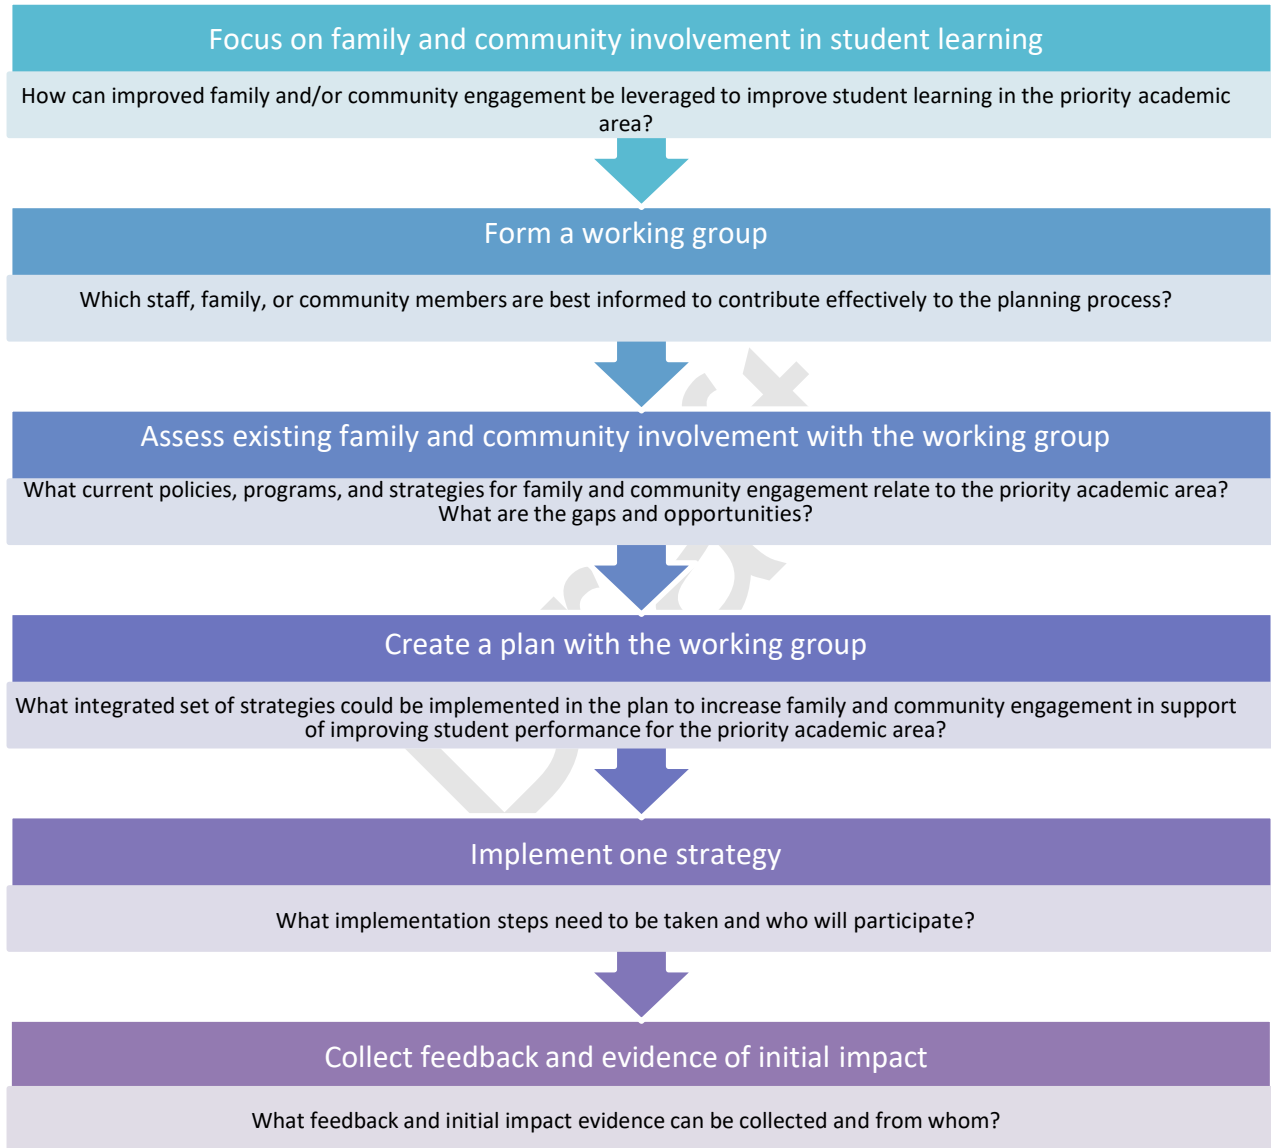 Focus on family and community involvement in student learning
How can improved family and/or community engagement be leveraged to improve student learning in the priority academic
area?
Form a working group
Which staff, family, or community members are best informed to contribute effectively to the planning process?
Assess existing family and community involvement with the working group
What current policies, programs, and strategies for family and community engagement relate to the priority academic area?
What are the gaps and opportunities?
Create a plan with the working group
What integrated set of strategies could be implemented in the plan to increase family and community engagement in support
of improving student performance for the priority academic area?
Implement one strategy
What implementation steps need to be taken and who will participate?
Collect feedback and evidence of initial impact
What feedback and initial impact evidence can be collected and from whom?
Draft